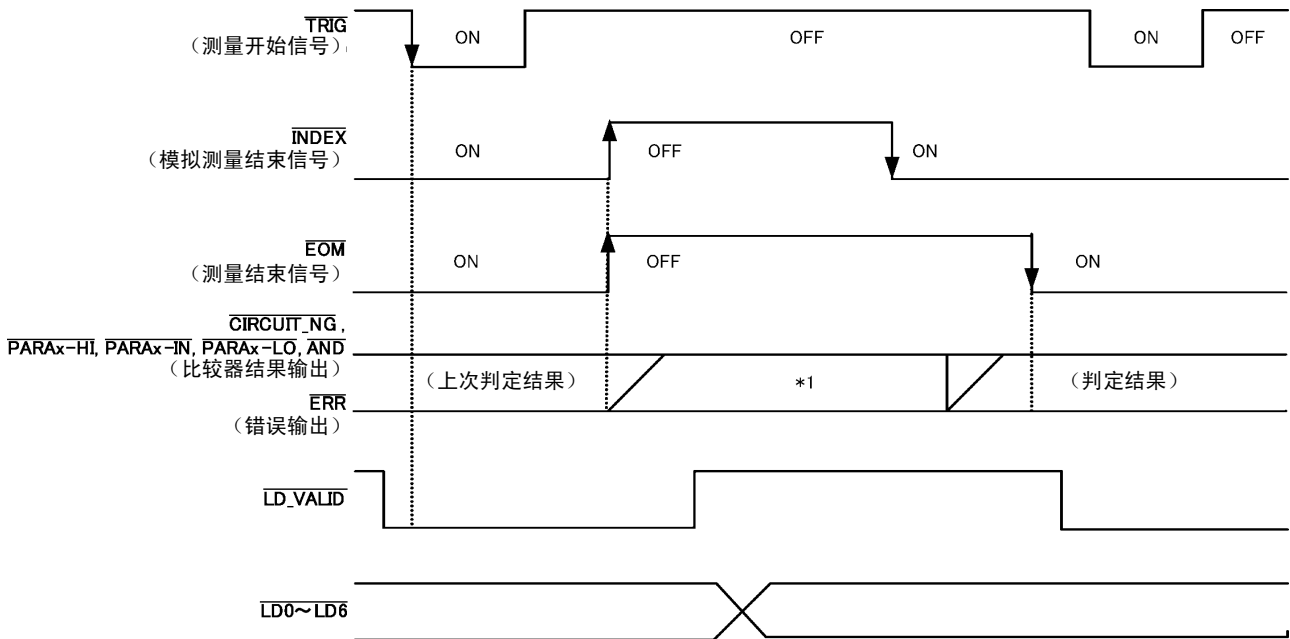 TRIG
（测量开始信号）
ON
OFF
ON
OFF
INDEX
（模拟测量结束信号）
ON
OFF
ON
EOM
（测量结束信号）
ON
OFF
ON
CIRCUIT_NG ,
PARAx-HI, PARAx-IN, PARAx-LO, AND
（比较器结果输出）
（上次判定结果）
*1
（判定结果）
ERR
（错误输出）
LD_VALID
LD0～LD6